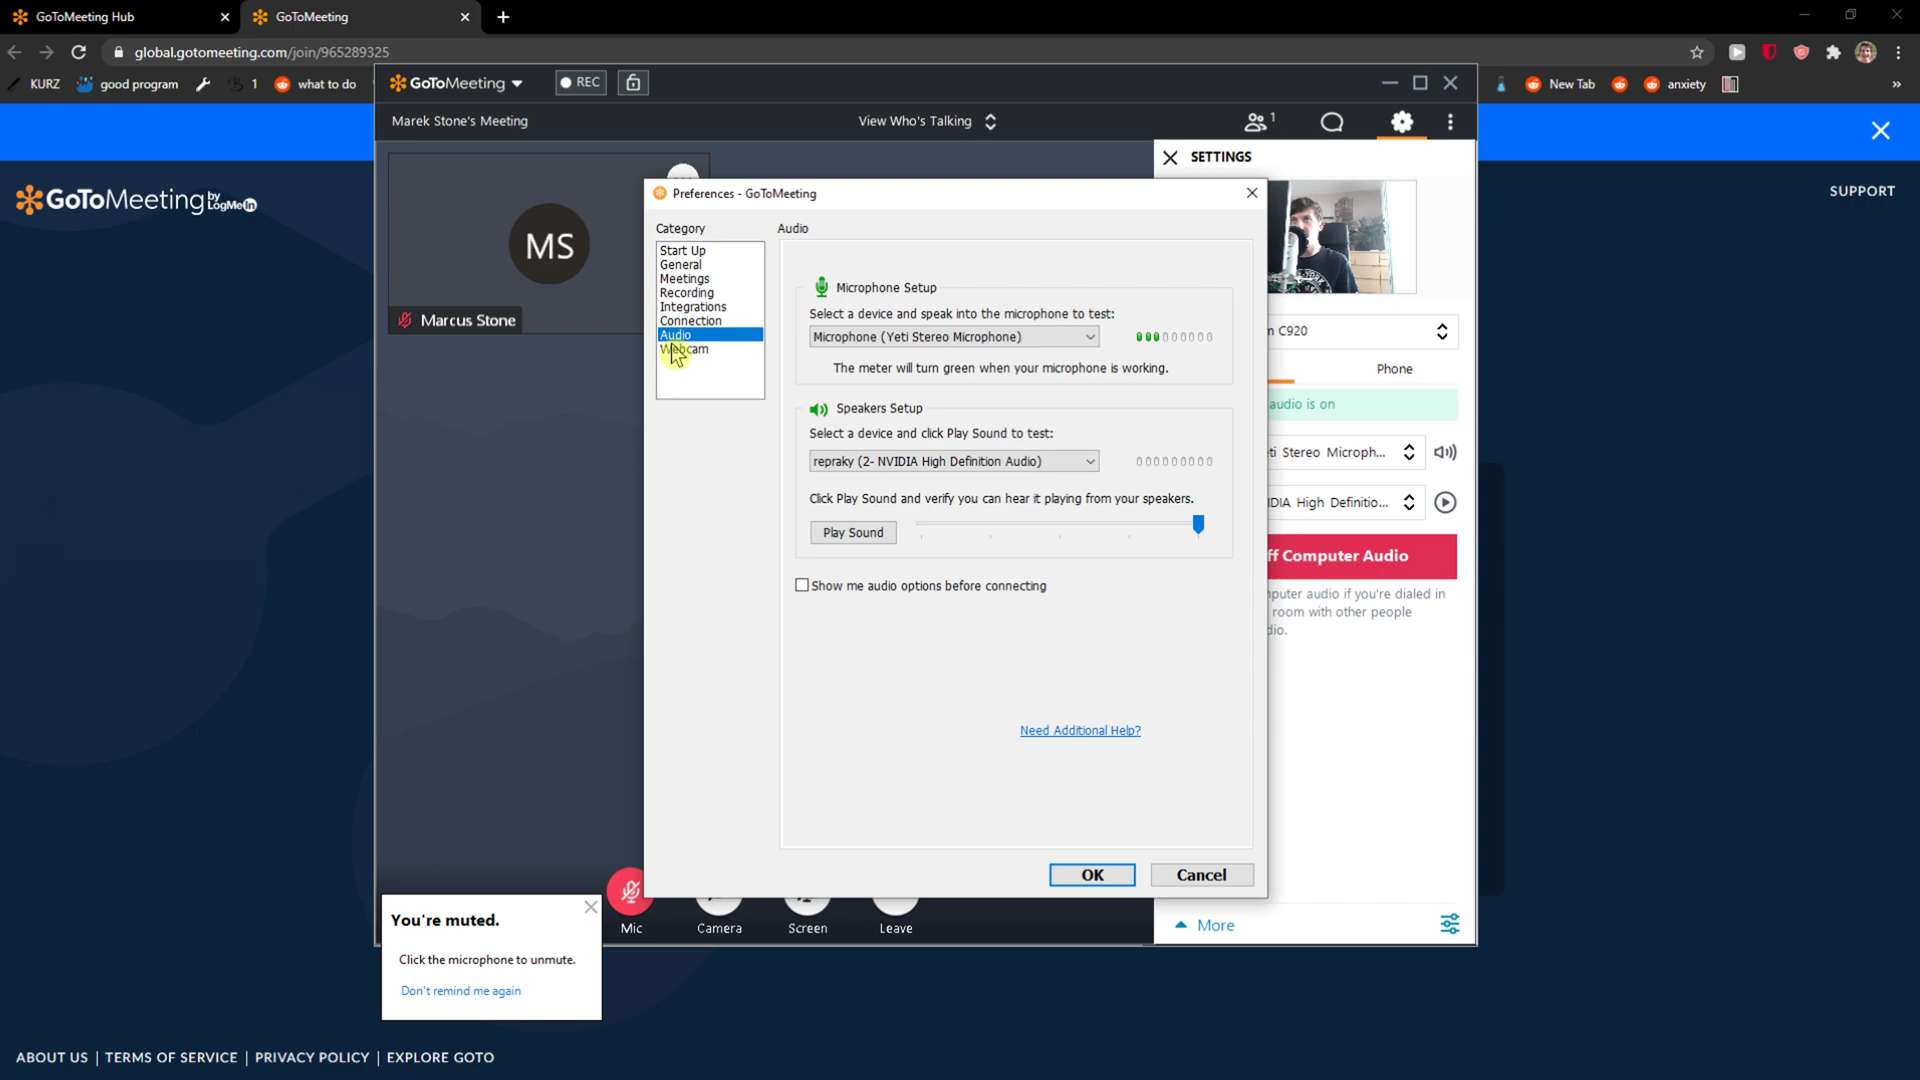 GoToMeeting Hub
GoToMeeting
global.gotomeeting.com/join/965289325
KURZ
good program
1
what to do
New Tab
anxiety
»
GoToMeeting
REC
Marek Stone's Meeting
View Who's Talking
1
SETTINGS
GoToMeeting by LogMeIn
SUPPORT
MS
Marcus Stone
Preferences - GoToMeeting
Category
Start Up
General
Meetings
Recording
Integrations
Connection
Audio
Webcam
Audio
Microphone Setup
Select a device and speak into the microphone to test:
Microphone (Yeti Stereo Microphone)
The meter will turn green when your microphone is working.
Speakers Setup
Select a device and click Play Sound to test:
repraky (2- NVIDIA High Definition Audio)
Click Play Sound and verify you can hear it playing from your speakers.
Play Sound
Show me audio options before connecting
Need Additional Help?
OK
Cancel
C920
Phone
audio is on
ti Stereo Microph...
IDIA High Definitio...
ff Computer Audio
nputer audio if you're dialed in
room with other people
dio.
More
Mic
Camera
Screen
Leave
You're muted.
Click the microphone to unmute.
Don't remind me again
ABOUT US | TERMS OF SERVICE | PRIVACY POLICY | EXPLORE GOTO